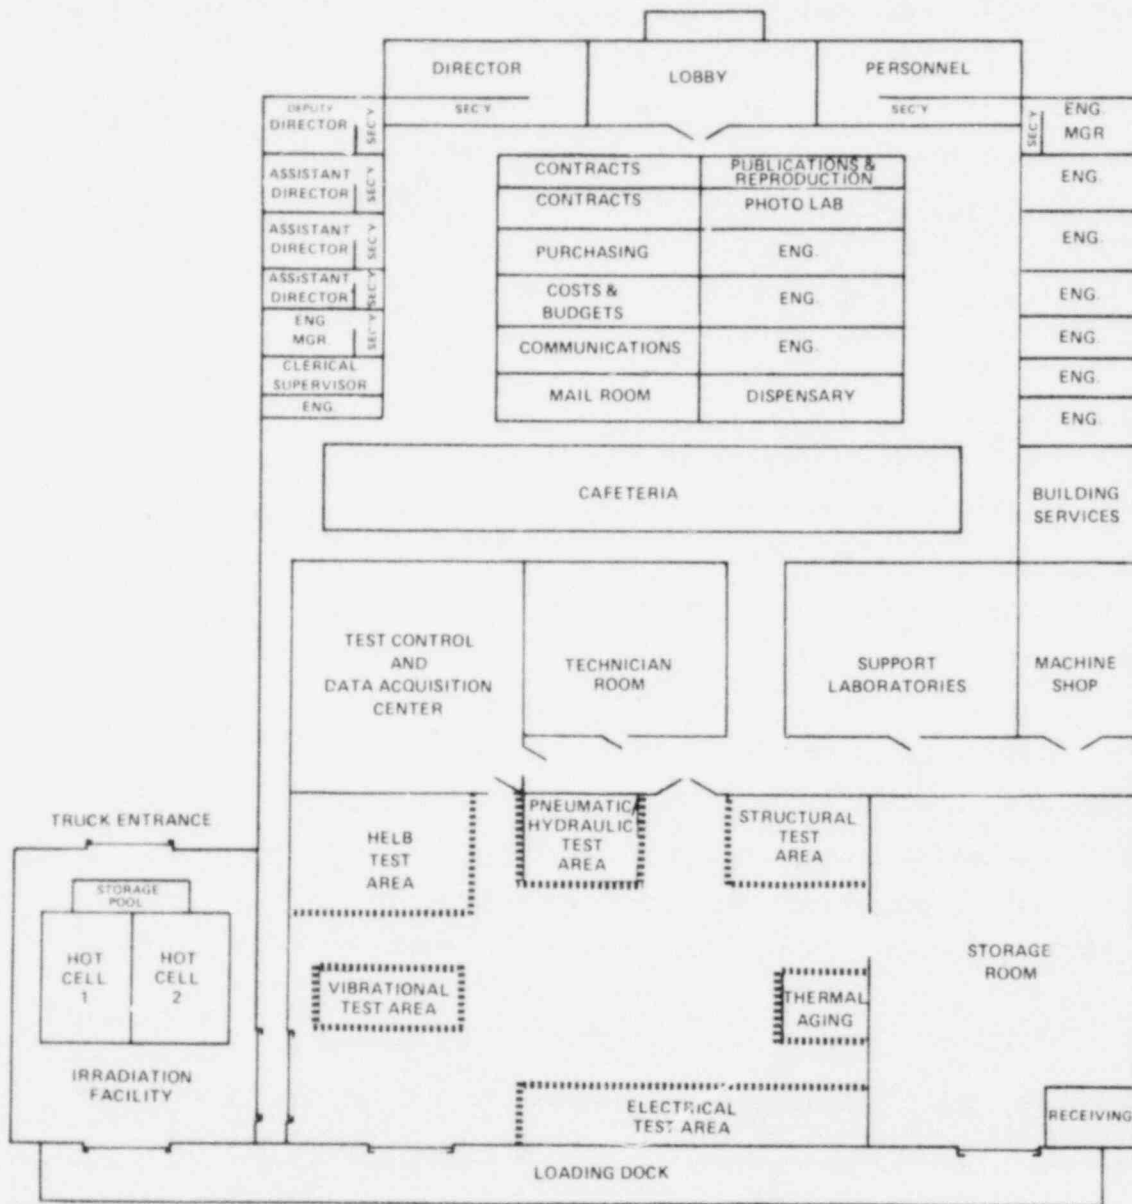 DIRECTOR
LOBBY
PERSONNEL
SEC'Y
SEC'Y
DEPUTY
DIRECTOR
SEC'Y
SEC'Y
ENG.
MGR
CONTRACTS
PUBLICATIONS &
REPRODUCTION
ASSISTANT
DIRECTOR
SEC'Y
CONTRACTS
PHOTO LAB
ENG.
ASSISTANT
DIRECTOR
SEC'Y
PURCHASING
ENG.
ENG.
ASSISTANT
DIRECTOR
SEC'Y
COSTS &
BUDGETS
ENG.
ENG.
ENG
MGR.
SEC'Y
COMMUNICATIONS
ENG.
ENG.
CLERICAL
SUPERVISOR
ENG.
MAIL ROOM
DISPENSARY
ENG.
ENG.
CAFETERIA
BUILDING
SERVICES
TEST CONTROL
AND
DATA ACQUISITION
CENTER
TECHNICIAN
ROOM
SUPPORT
LABORATORIES
MACHINE
SHOP
TRUCK ENTRANCE
HELB
TEST
AREA
PNEUMATIC/
HYDRAULIC
TEST
AREA
STRUCTURAL
TEST
AREA
STORAGE
POOL
HOT
CELL
1
HOT
CELL
2
VIBRATIONAL
TEST AREA
THERMAL
AGING
STORAGE
ROOM
IRRADIATION
FACILITY
ELECTRICAL
TEST AREA
RECEIVING
LOADING DOCK